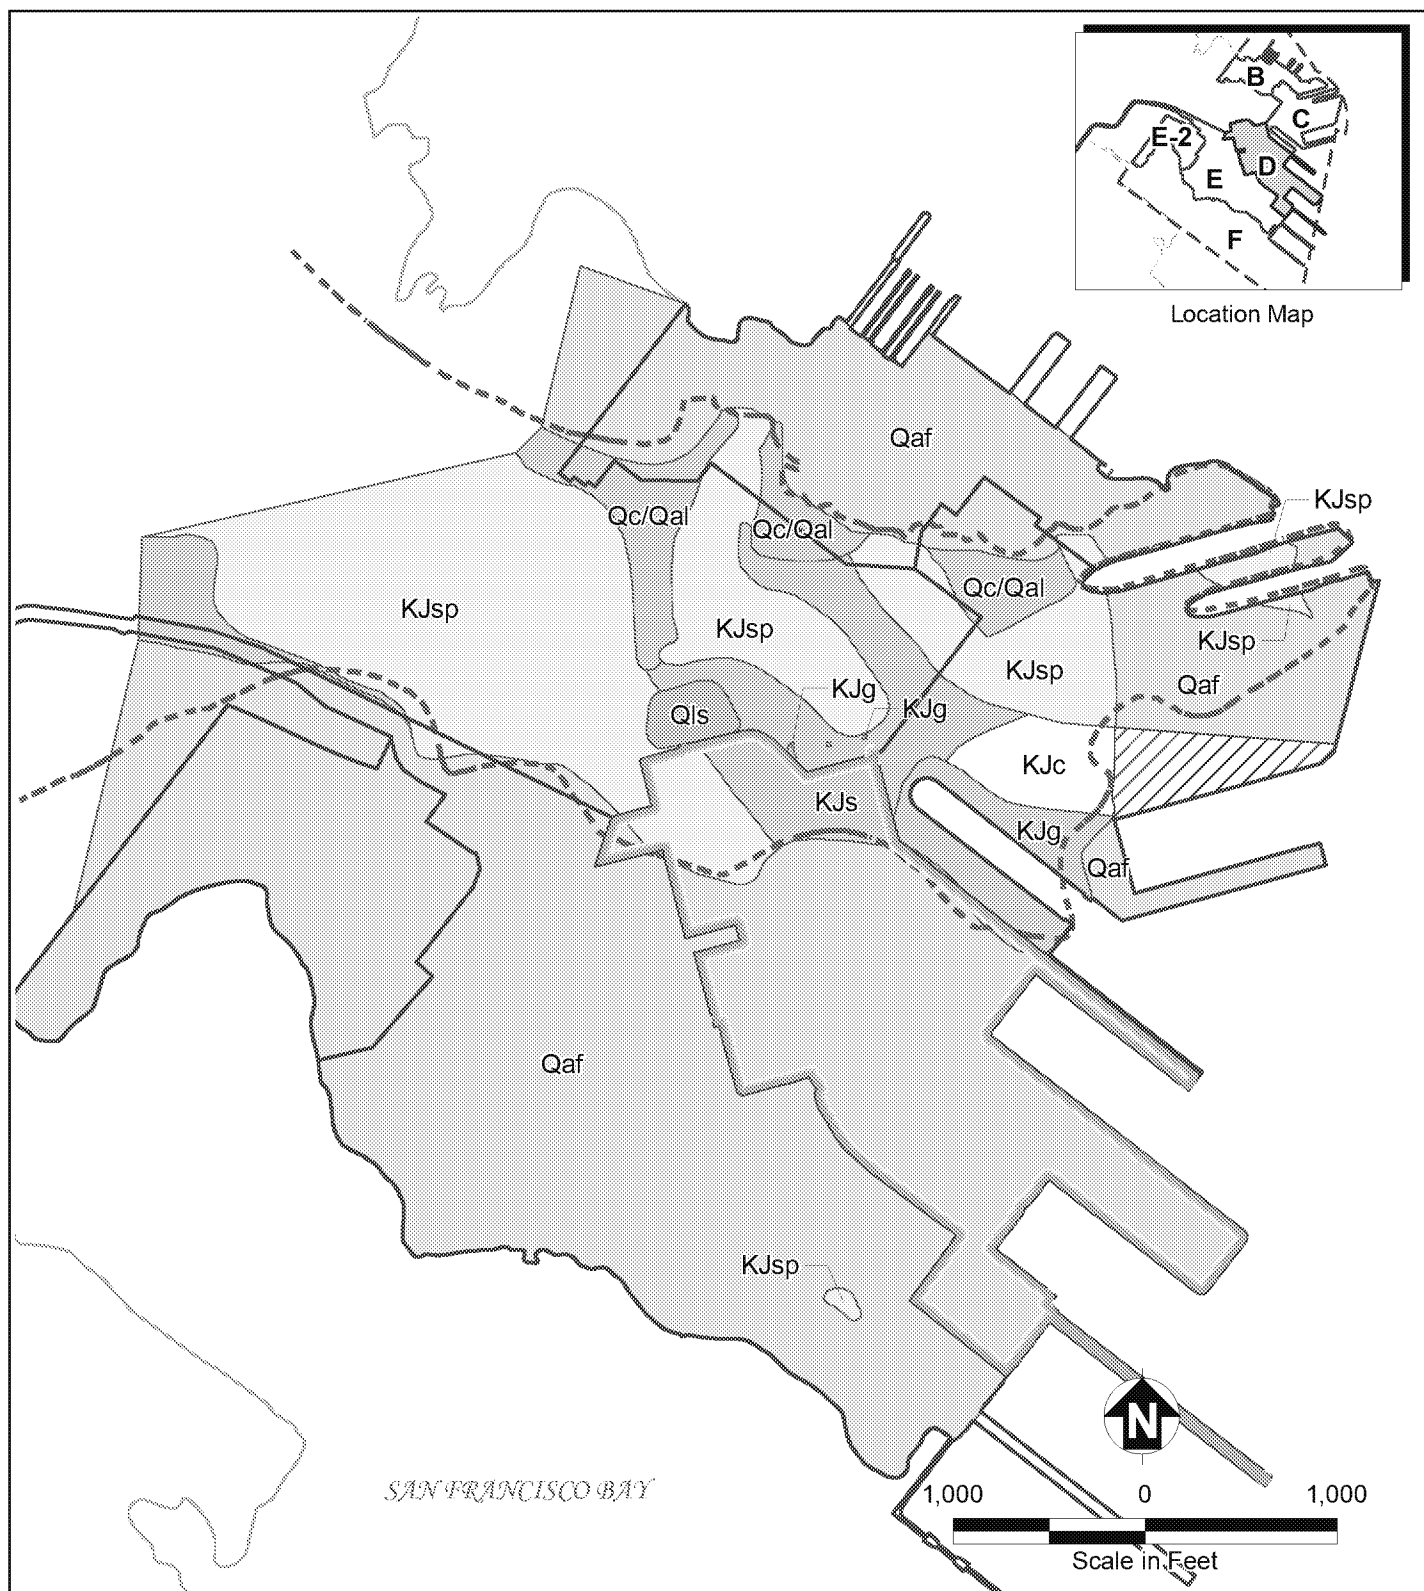 B
C
E-2
D
E
F
Location Map
Qaf
KJsp
Qc/Qal
Qc/Qal
Qc/Qal
KJsp
KJsp
KJsp
KJsp
Qaf
KJg
KJg
Qls
KJc
KJs
KJg
Qaf
Qaf
KJsp
N
SAN FRANCISCO BAY
1,000 0 1,000
Scale in Feet